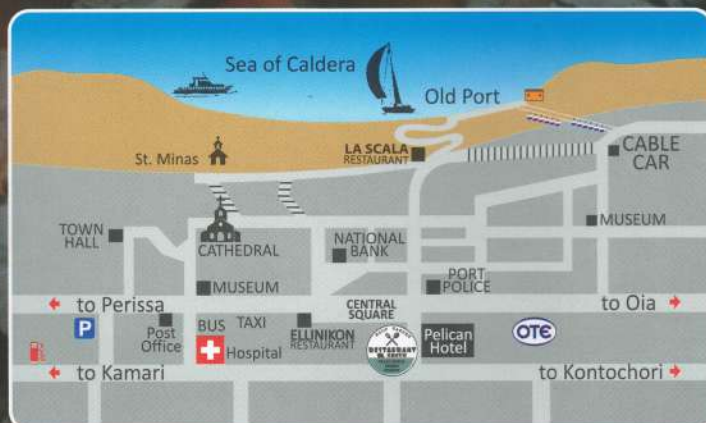 Sea of Caldera
Old Port
St. Minas
LA SCALA
RESTAURANT
CABLE
CAR
TOWN
HALL
CATHEDRAL
NATIONAL
BANK
MUSEUM
MUSEUM
PORT
POLICE
to Perissa
CENTRAL
SQUARE
to Oia
P
Post
Office
BUS
TAXI
Hospital
ELLINIKON
RESTAURANT
RESTAURANT
Pelican
Hotel
OTE
to Kamari
to Kontochori